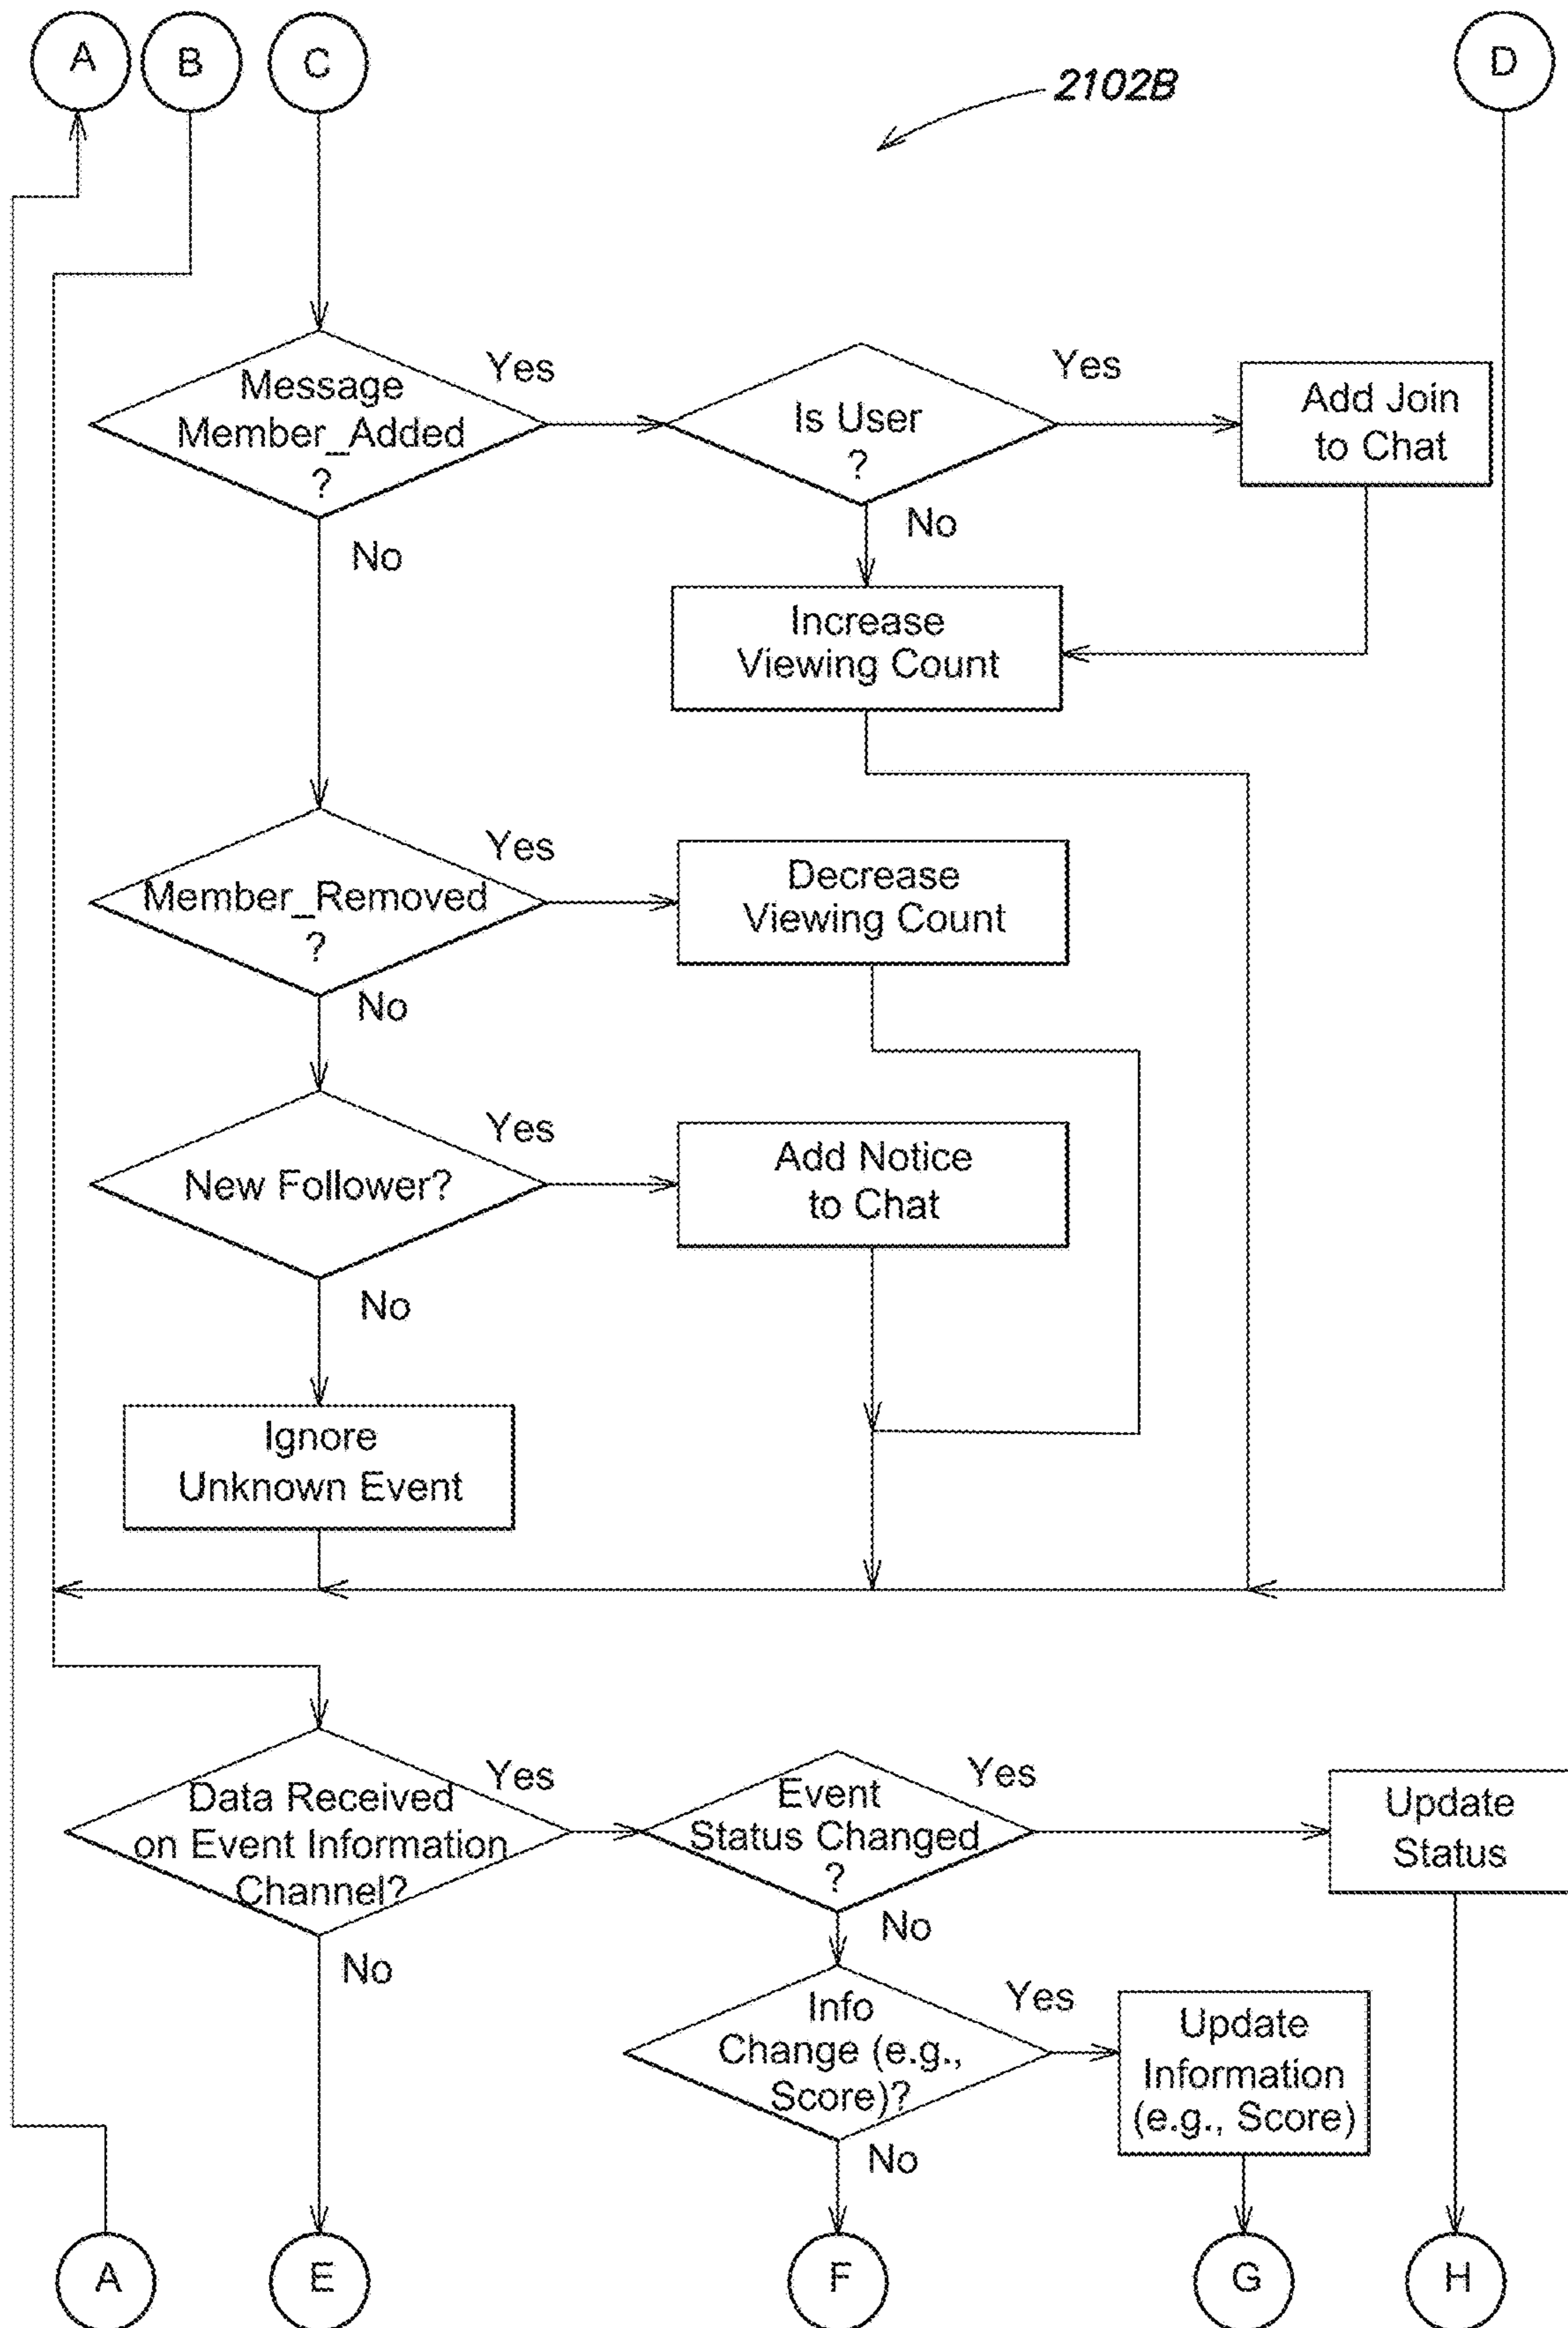 A
B
C
D
2102B
Message
Member_Added
?
Yes
Is User
?
Yes
Add Join
to Chat
No
No
Increase
Viewing Count
Member_Removed
?
Yes
Decrease
Viewing Count
No
New Follower?
Yes
Add Notice
to Chat
No
Ignore
Unknown Event
Data Received
on Event Information
Channel?
Yes
Event
Status Changed
?
Yes
Update
Status
No
No
Info
Change (e.g.,
Score)?
Yes
Update
Information
(e.g., Score)
No
A
E
F
G
H